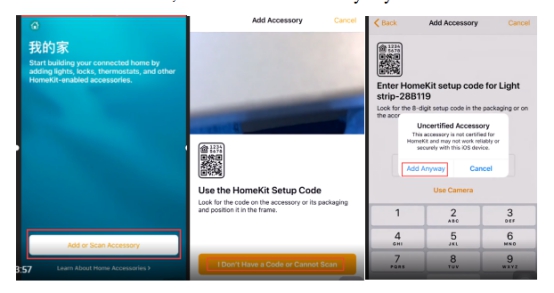 我的家
Start building your connected home by
adding lights, locks, thermostats, and other
HomeKit-enabled accessories.
Add or Scan Accessory
3:57
Learn About Home Accessories >
Add Accessory
Cancel
Use the HomeKit Setup Code
Look for the code on the accessory or its packaging
and position it in the frame.
I Don't Have a Code or Cannot Scan
< Back
Add Accessory
Cancel
1234
5678
Enter HomeKit setup code for Light
strip-28B119
Look for the 8-digit setup code in the packaging or on
the acc
Uncertified Accessory
This accessory is not certified
for HomeKit and may not work reliably or
securely with this iOS device.
Add Anyway
Cancel
Use Camera
1
2
ABC
3
DEF
4
GHI
5
JKL
6
MNO
7
PQRS
8
TUV
9
WXYZ